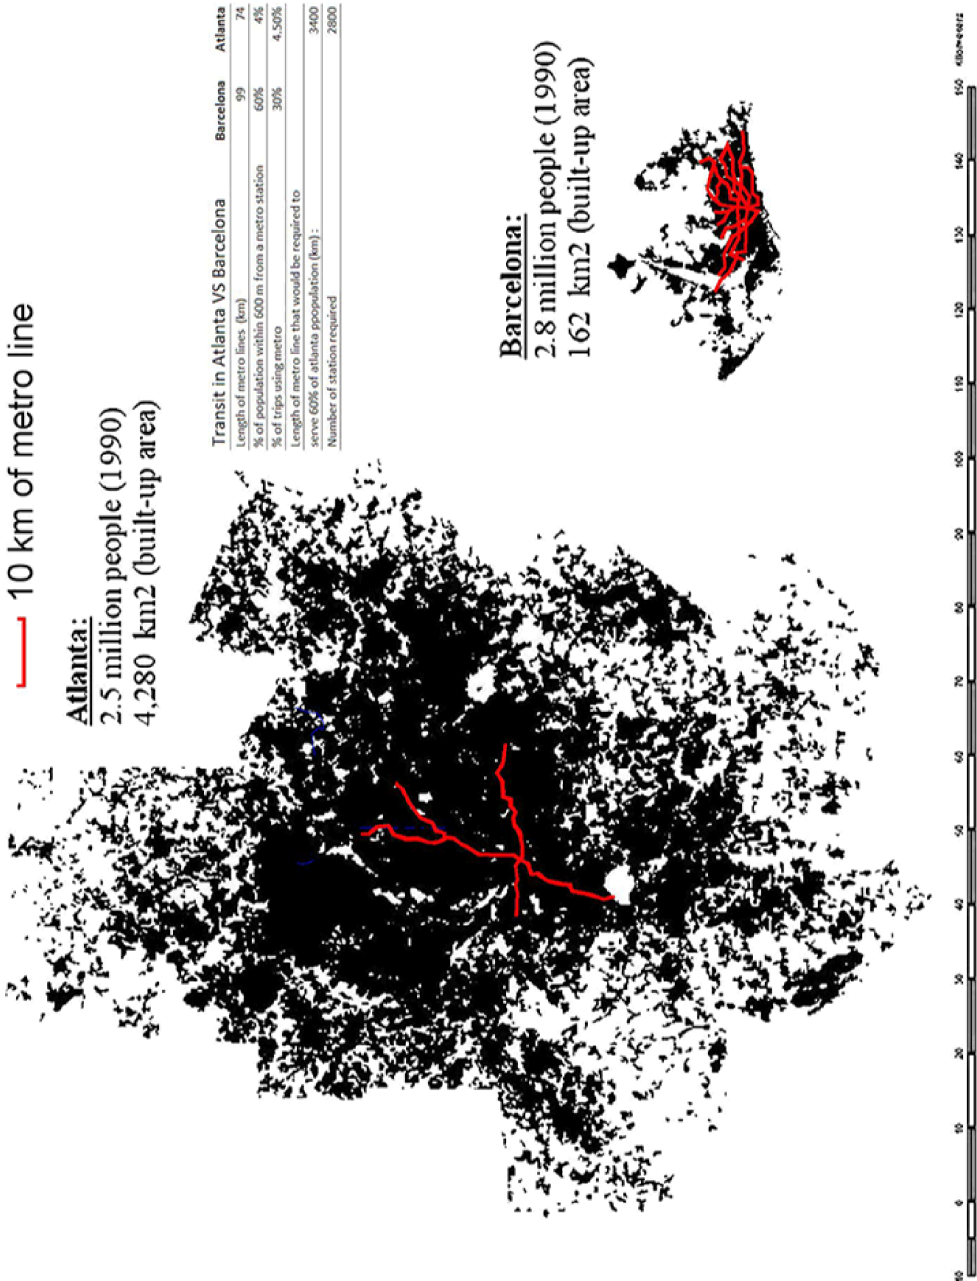 10 km of metro line
Atlanta:
2.5 million people (1990)
4,280 km2 (built-up area)
Transit in Atlanta VS Barcelona
Barcelona Atlanta
Length of metro lines (km) 99 74
% of population within 600 m from a metro station 60% 4%
% of trips using metro 30% 4.50%
Length of metro line that would be required to
serve 60% of atlanta ppopulation (km) : 3400
Number of station required 2800
Barcelona:
2.8 million people (1990)
162 km2 (built-up area)
10 0 10 20 30 40 50 60 70 80 90 100 110 120 130 140 150 Kilometers